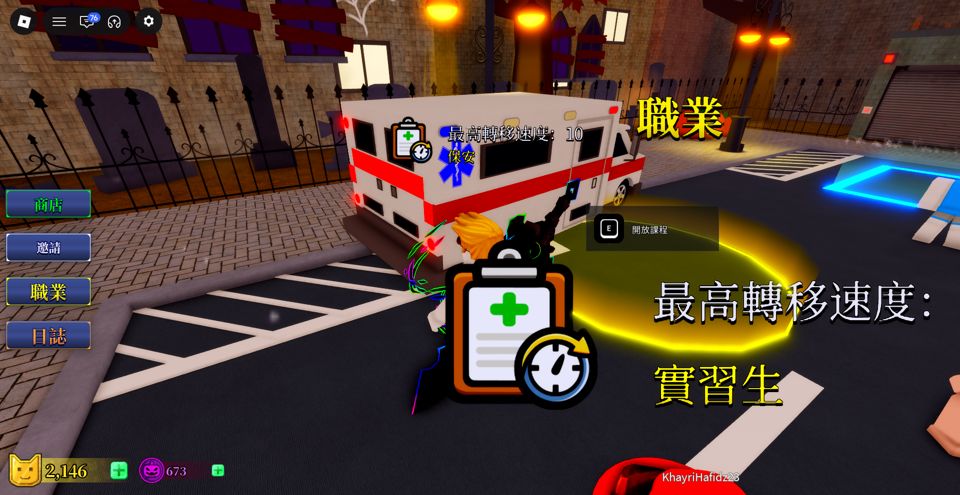 76
職業
最高轉移速度： 10
保安
商店
E
開放課程
邀請
職業
最高轉移速度：
日誌
實習生
2,146
673
KhayriHafidz23